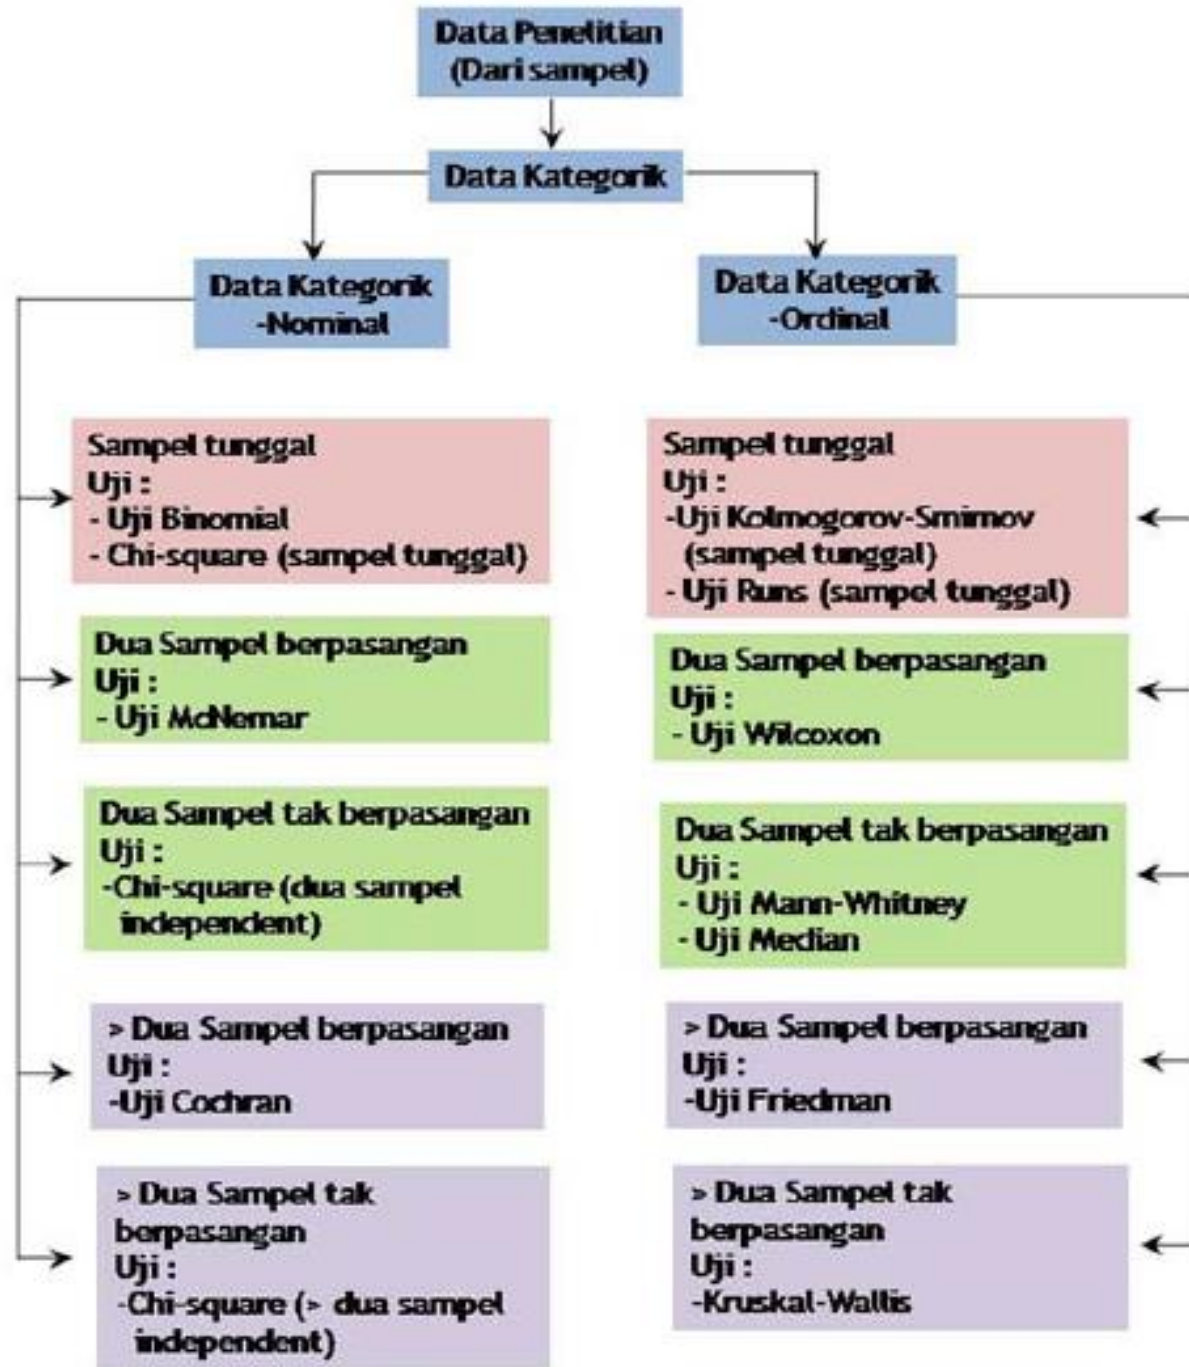 Data Penelitian
(Dari sampel)
Data Kategorik
Data Kategorik
-Nominal
Data Kategorik
-Ordinal
Sampel tunggal
Uji :
- Uji Binomial
- Chi-square (sampel tunggal)
Dua Sampel berpasangan
Uji :
- Uji McNemar
Dua Sampel tak berpasangan
Uji :
-Chi-square (dua sampel
independent)
> Dua Sampel berpasangan
Uji :
-Uji Cochran
> Dua Sampel tak
berpasangan
Uji :
-Chi-square (> dua sampel
independent)
Sampel tunggal
Uji :
-Uji Kolmogorov-Smirnov
(sampel tunggal)
- Uji Runs (sampel tunggal)
Dua Sampel berpasangan
Uji :
- Uji Wilcoxon
Dua Sampel tak berpasangan
Uji :
- Uji Mann-Whitney
- Uji Median
> Dua Sampel berpasangan
Uji :
-Uji Friedman
> Dua Sampel tak
berpasangan
Uji :
-Kruskal-Wallis